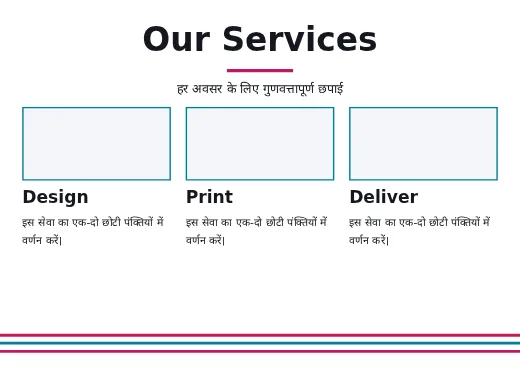 Our Services
हर अवसर के लिए गुणवत्तापूर्ण छपाई
Design
इस सेवा का एक-दो छोटी पंक्तियों में
वर्णन करें|
Print
इस सेवा का एक-दो छोटी पंक्तियों में
वर्णन करें|
Deliver
इस सेवा का एक-दो छोटी पंक्तियों में
वर्णन करें|